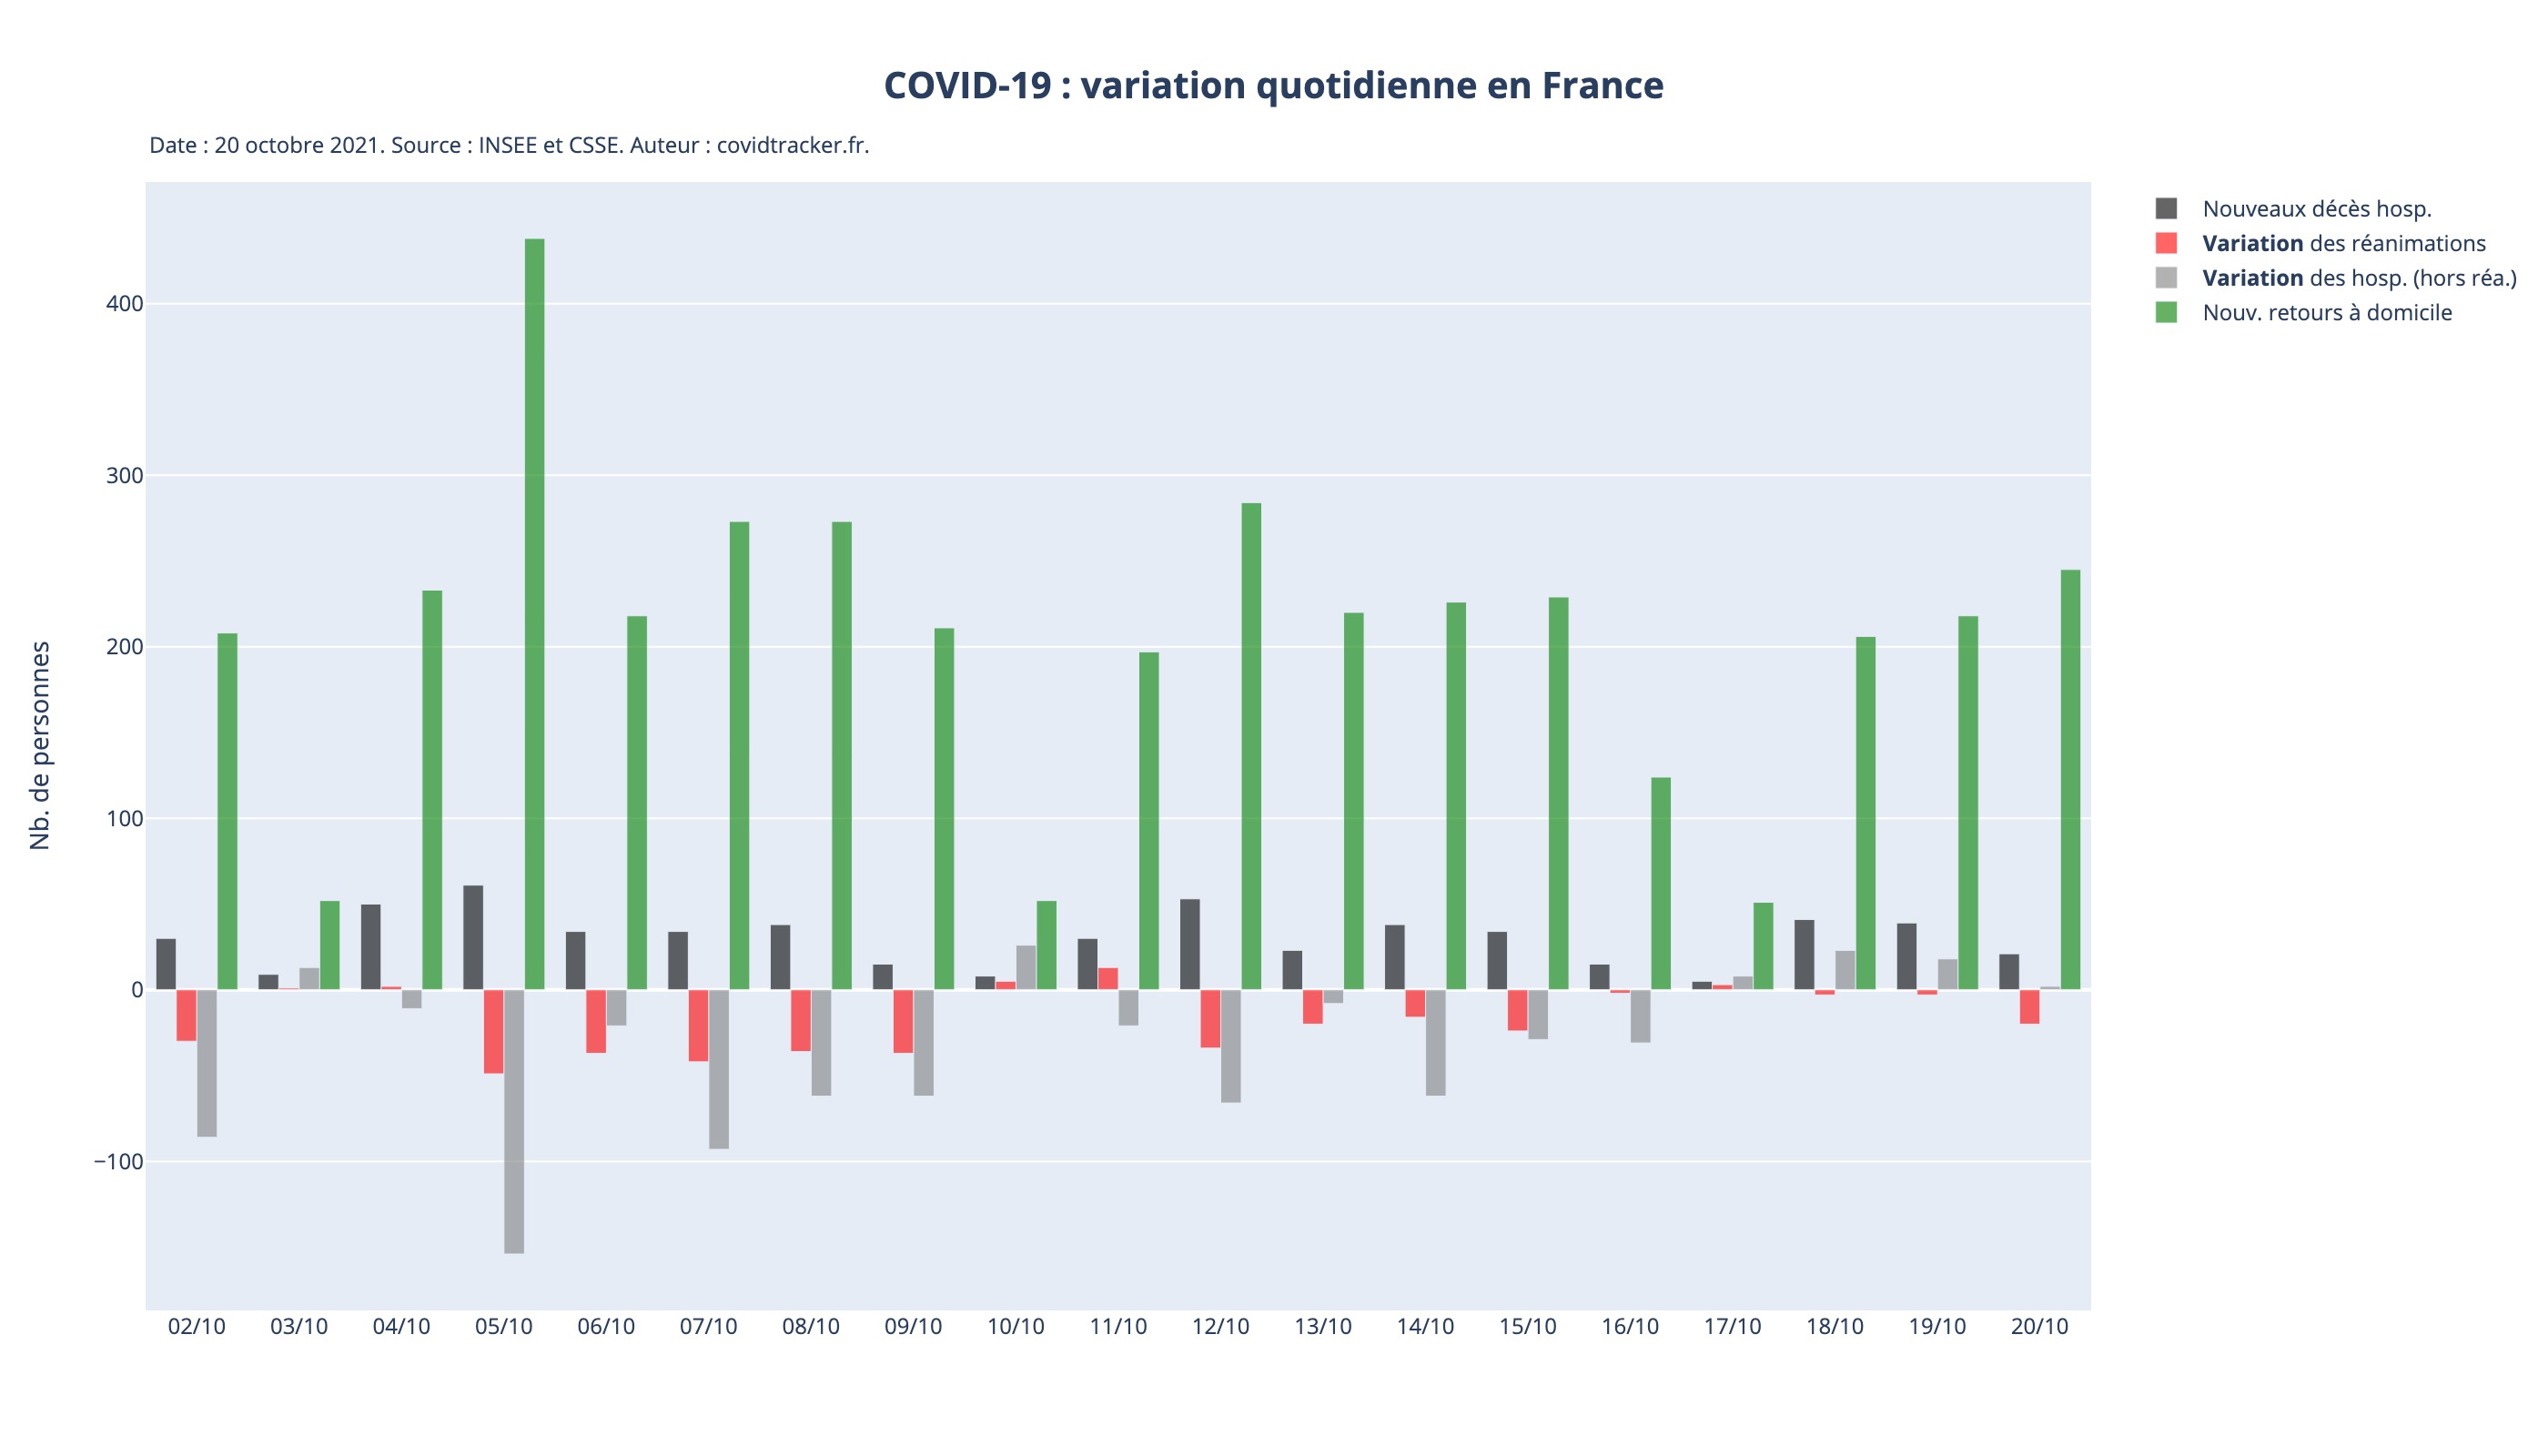 COVID-19 : variation quotidienne en France
Date : 20 octobre 2021. Source : INSEE et CSSE. Auteur : covidtracker.fr.
Nouveaux décès hosp.
Variation des réanimations
Variation des hosp. (hors réa.)
Nouv. retours à domicile
Nb. de personnes
400
300
200
100
0
−100
02/10 03/10 04/10 05/10 06/10 07/10 08/10 09/10 10/10 11/10 12/10 13/10 14/10 15/10 16/10 17/10 18/10 19/10 20/10